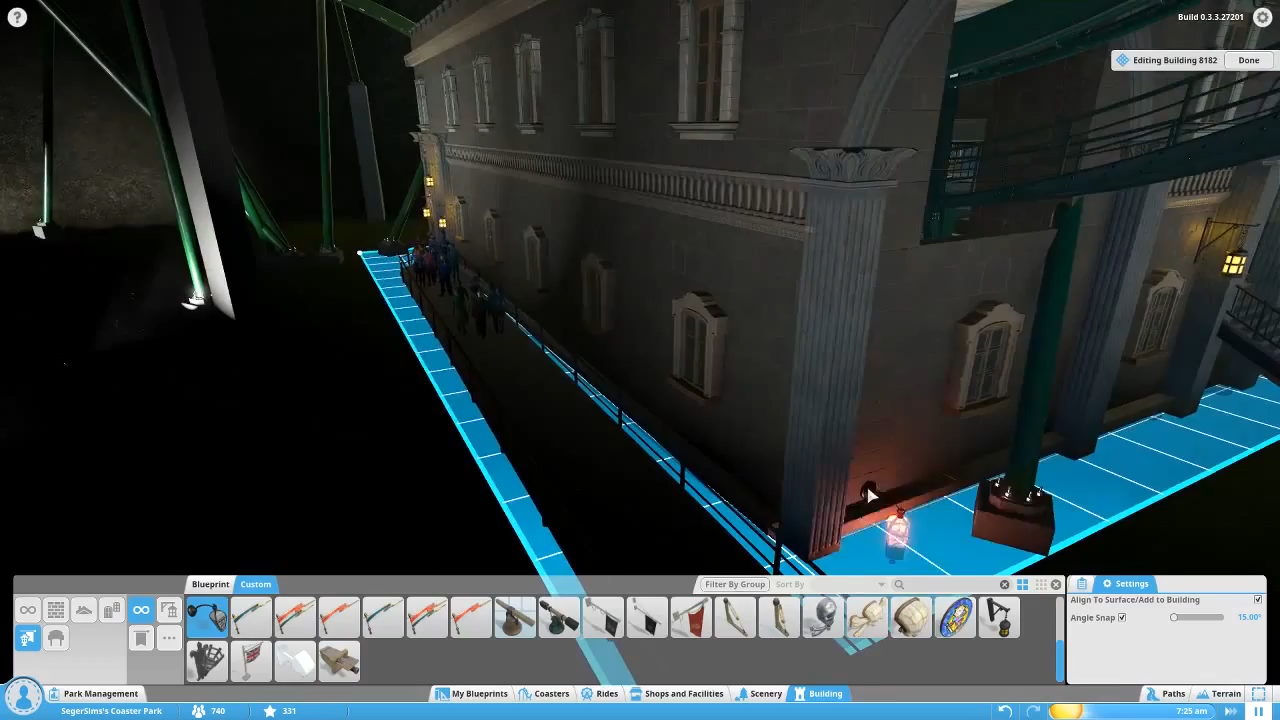 ?
Build 0.3.3.27201
Editing Building 8182
Done
Blueprint
Custom
Filter By Group
Sort By
Settings
Align To Surface/Add to Building
Angle Snap
15.00°
Park Management
My Blueprints
Coasters
Rides
Shops and Facilities
Scenery
Building
Paths
Terrain
SegerSims's Coaster Park
740
331
7:25 am